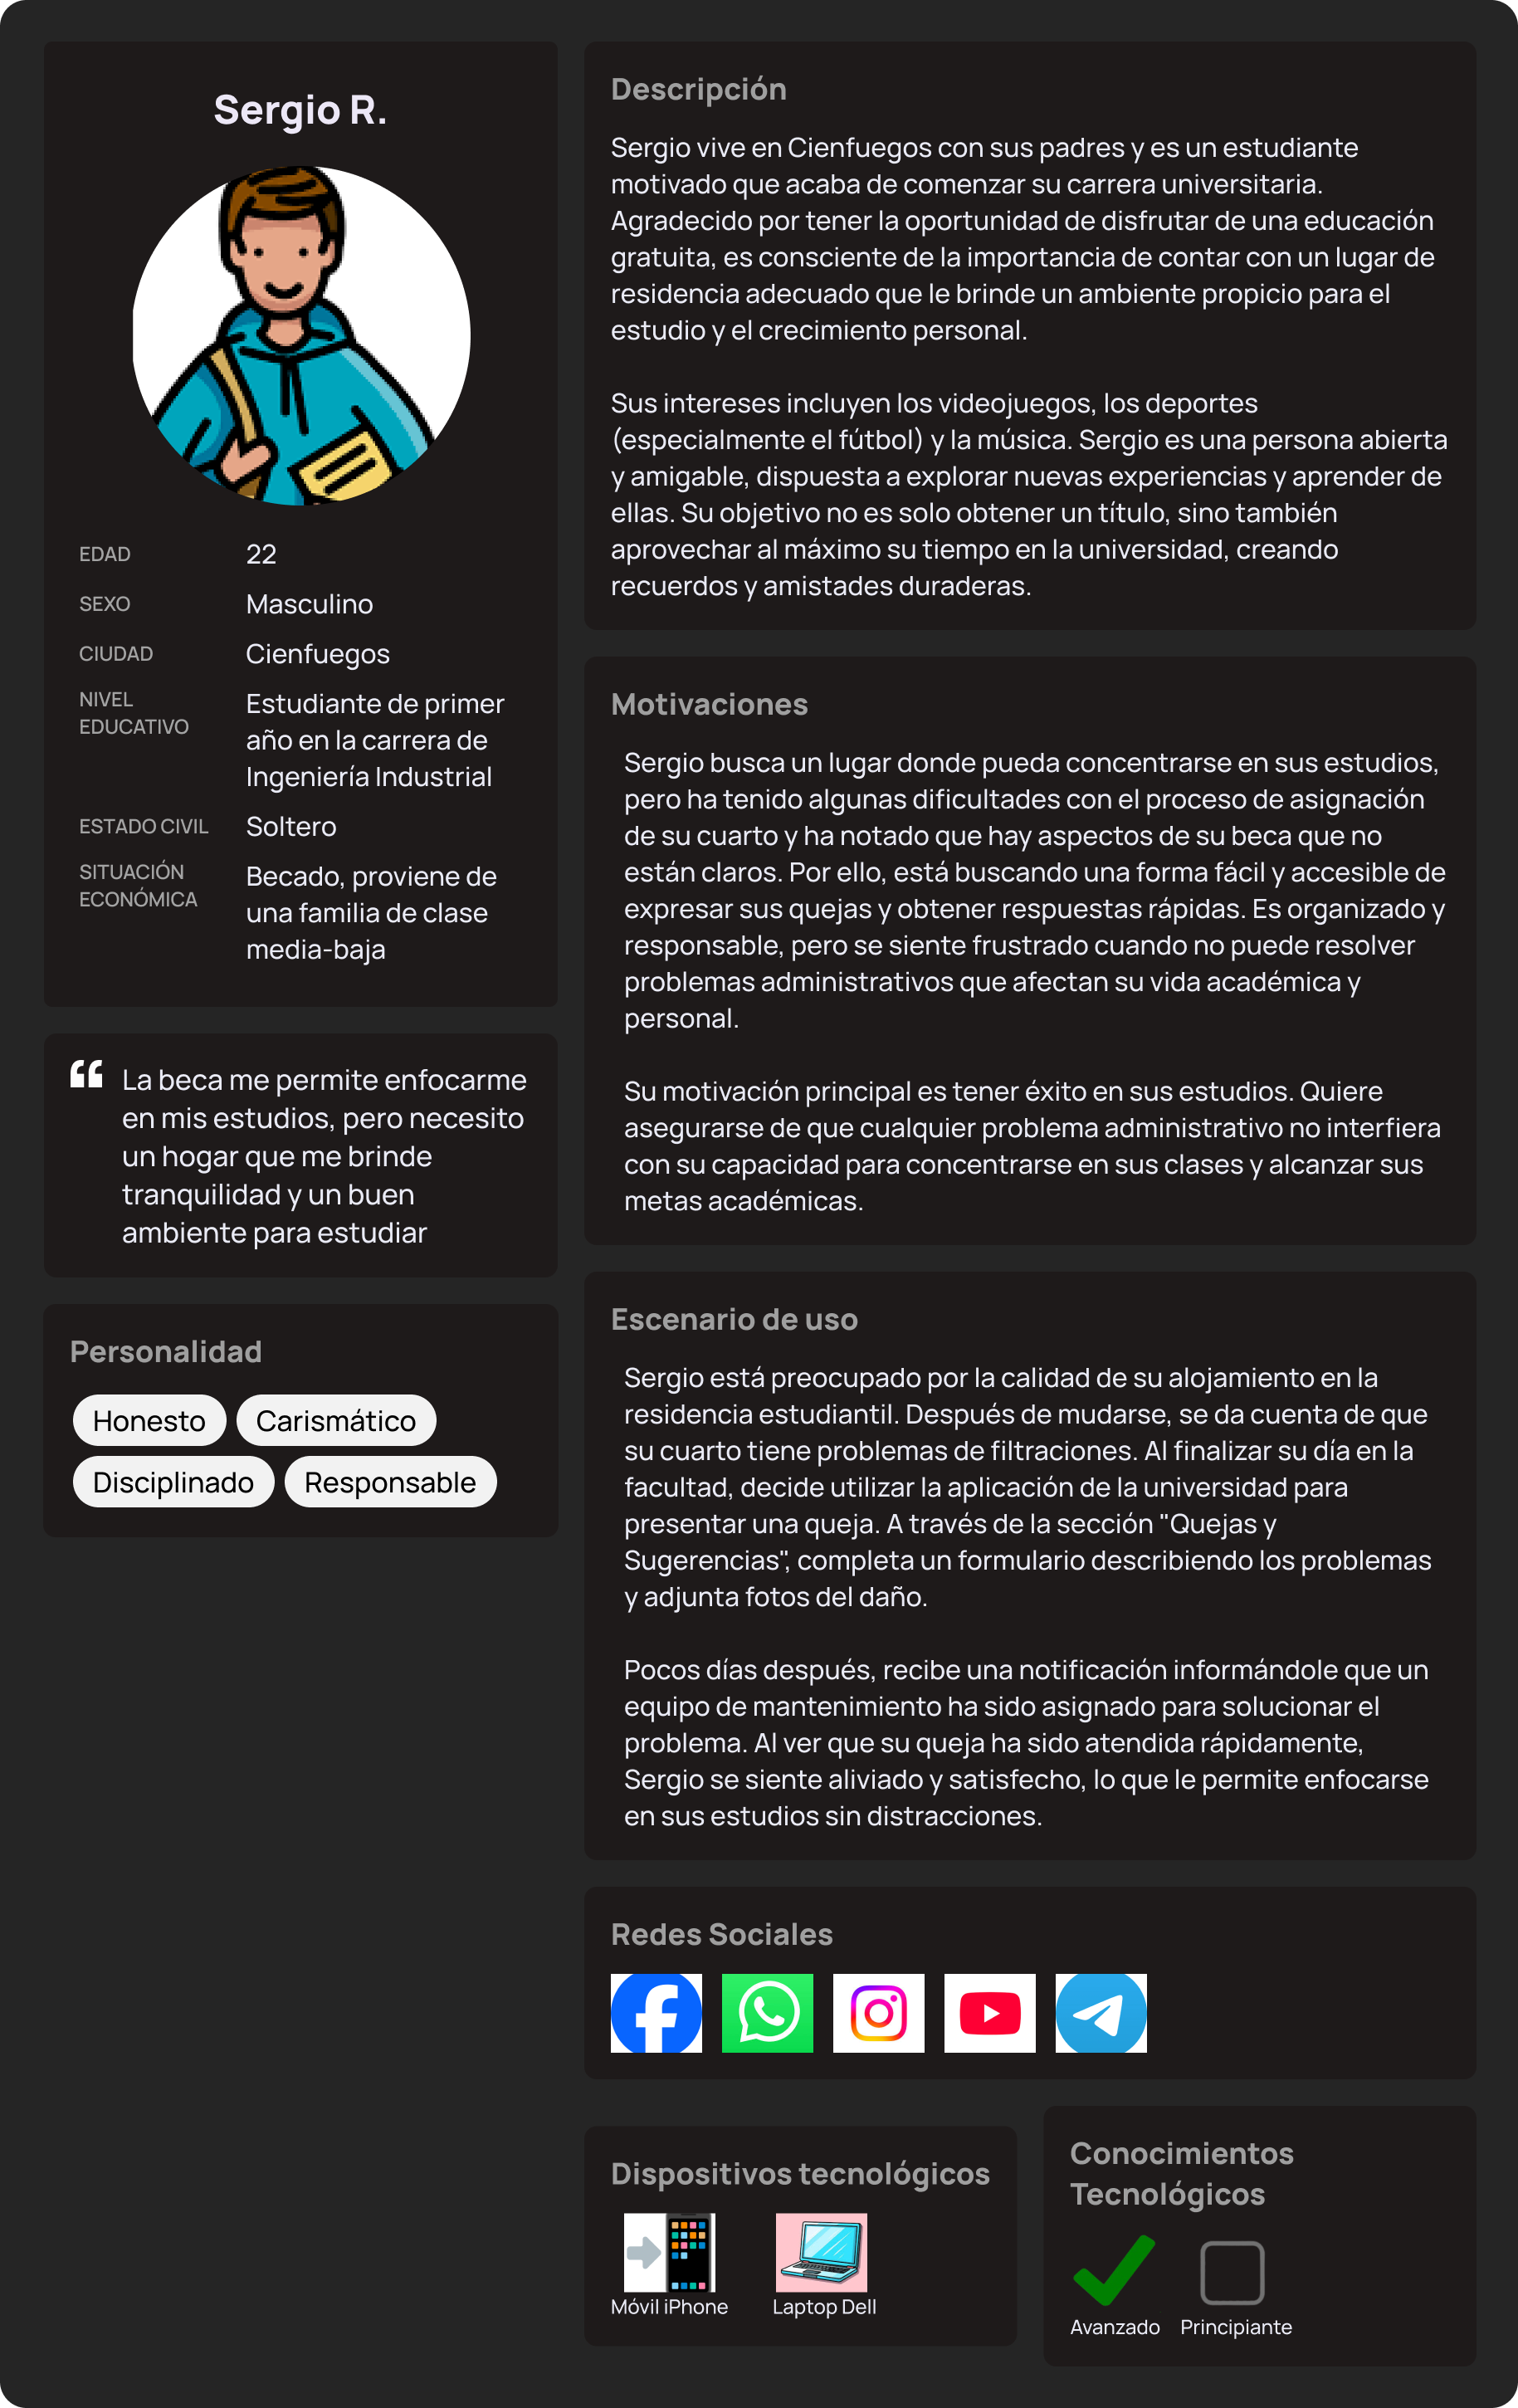 Sergio R.
EDAD
22
SEXO
Masculino
CIUDAD
Cienfuegos
NIVEL
EDUCATIVO
Estudiante de primer
año en la carrera de
Ingeniería Industrial
ESTADO CIVIL
Soltero
SITUACIÓN
ECONÓMICA
Becado, proviene de
una familia de clase
media-baja
“
La beca me permite enfocarme
en mis estudios, pero necesito
un hogar que me brinde
tranquilidad y un buen
ambiente para estudiar
Personalidad
Honesto
Carismático
Disciplinado
Responsable
Descripción
Sergio vive en Cienfuegos con sus padres y es un estudiante
motivado que acaba de comenzar su carrera universitaria.
Agradecido por tener la oportunidad de disfrutar de una educación
gratuita, es consciente de la importancia de contar con un lugar de
residencia adecuado que le brinde un ambiente propicio para el
estudio y el crecimiento personal.
Sus intereses incluyen los videojuegos, los deportes
(especialmente el fútbol) y la música. Sergio es una persona abierta
y amigable, dispuesta a explorar nuevas experiencias y aprender de
ellas. Su objetivo no es solo obtener un título, sino también
aprovechar al máximo su tiempo en la universidad, creando
recuerdos y amistades duraderas.
Motivaciones
Sergio busca un lugar donde pueda concentrarse en sus estudios,
pero ha tenido algunas dificultades con el proceso de asignación
de su cuarto y ha notado que hay aspectos de su beca que no
están claros. Por ello, está buscando una forma fácil y accesible de
expresar sus quejas y obtener respuestas rápidas. Es organizado y
responsable, pero se siente frustrado cuando no puede resolver
problemas administrativos que afectan su vida académica y
personal.
Su motivación principal es tener éxito en sus estudios. Quiere
asegurarse de que cualquier problema administrativo no interfiera
con su capacidad para concentrarse en sus clases y alcanzar sus
metas académicas.
Escenario de uso
Sergio está preocupado por la calidad de su alojamiento en la
residencia estudiantil. Después de mudarse, se da cuenta de que
su cuarto tiene problemas de filtraciones. Al finalizar su día en la
facultad, decide utilizar la aplicación de la universidad para
presentar una queja. A través de la sección "Quejas y
Sugerencias", completa un formulario describiendo los problemas
y adjunta fotos del daño.
Pocos días después, recibe una notificación informándole que un
equipo de mantenimiento ha sido asignado para solucionar el
problema. Al ver que su queja ha sido atendida rápidamente,
Sergio se siente aliviado y satisfecho, lo que le permite enfocarse
en sus estudios sin distracciones.
Redes Sociales
Dispositivos tecnológicos
Móvil iPhone
Laptop Dell
Conocimientos
Tecnológicos
Avanzado
Principiante